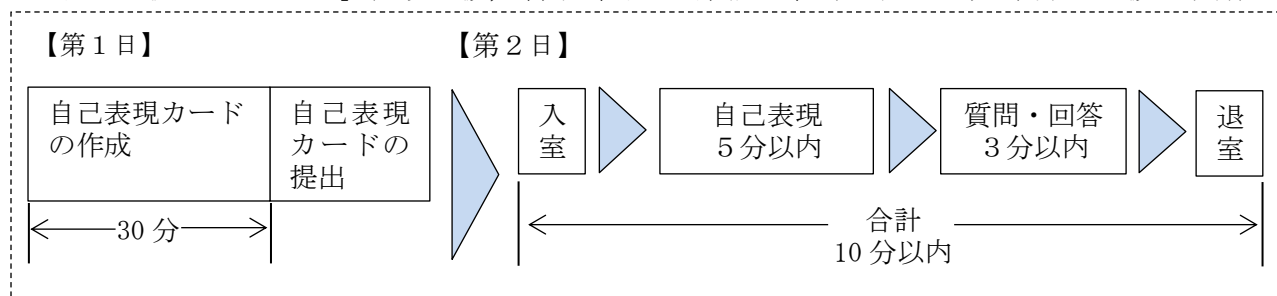 【第１日】
【第２日】
自己表現カード
の作成
自己表現
カードの
提出
入
室
自己表現
５分以内
質問・回答
３分以内
退
室
30 分
合計
10 分以内